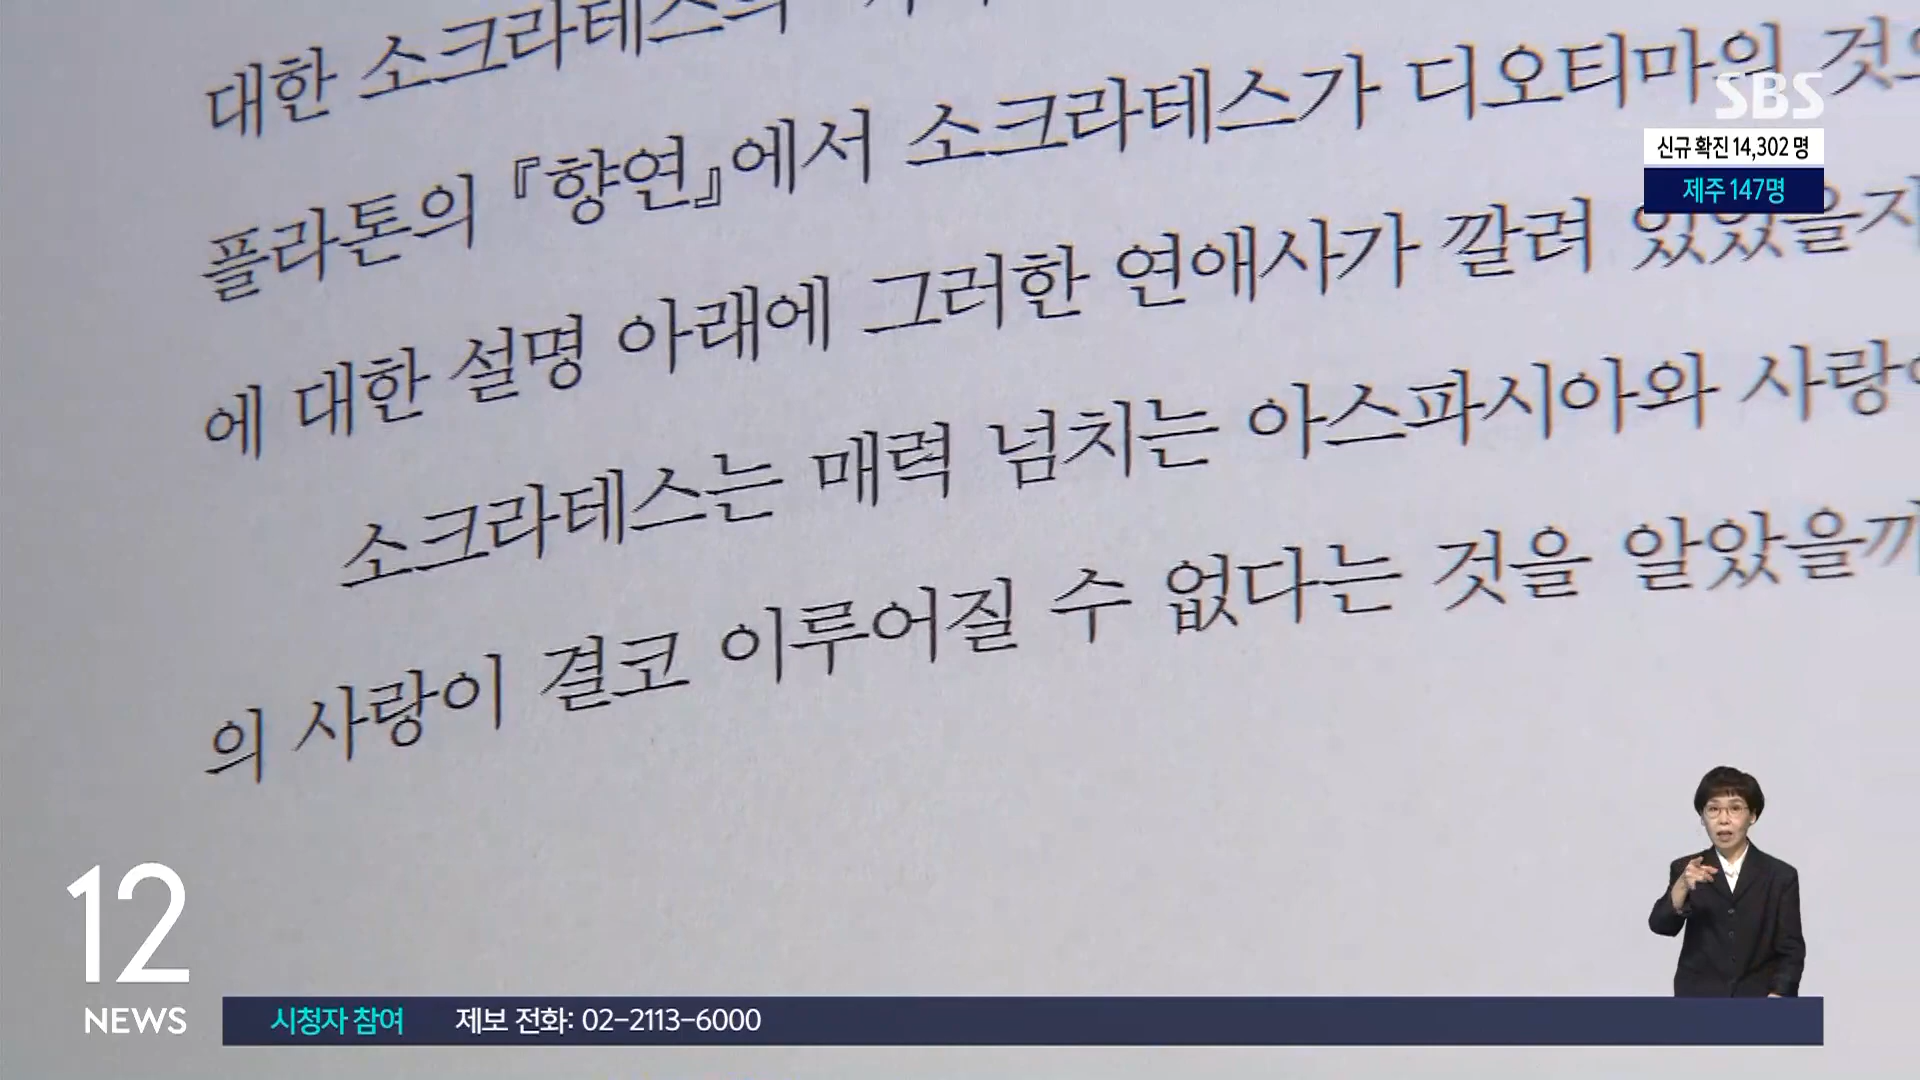 대한 소크라테스의
플라톤의 『향연』에서 소크라테스가 디오티마의
에 대한 설명 아래에 그러한 연애사가 깔려 있었을지
소크라테스는 매력 넘치는 아스파시아와
의 사랑이 결코 이루어질 수 없다는 것을 알았을까
SBS
신규 확진 14,302 명
제주 147명
12
NEWS
시청자 참여 제보 전화: 02-2113-6000